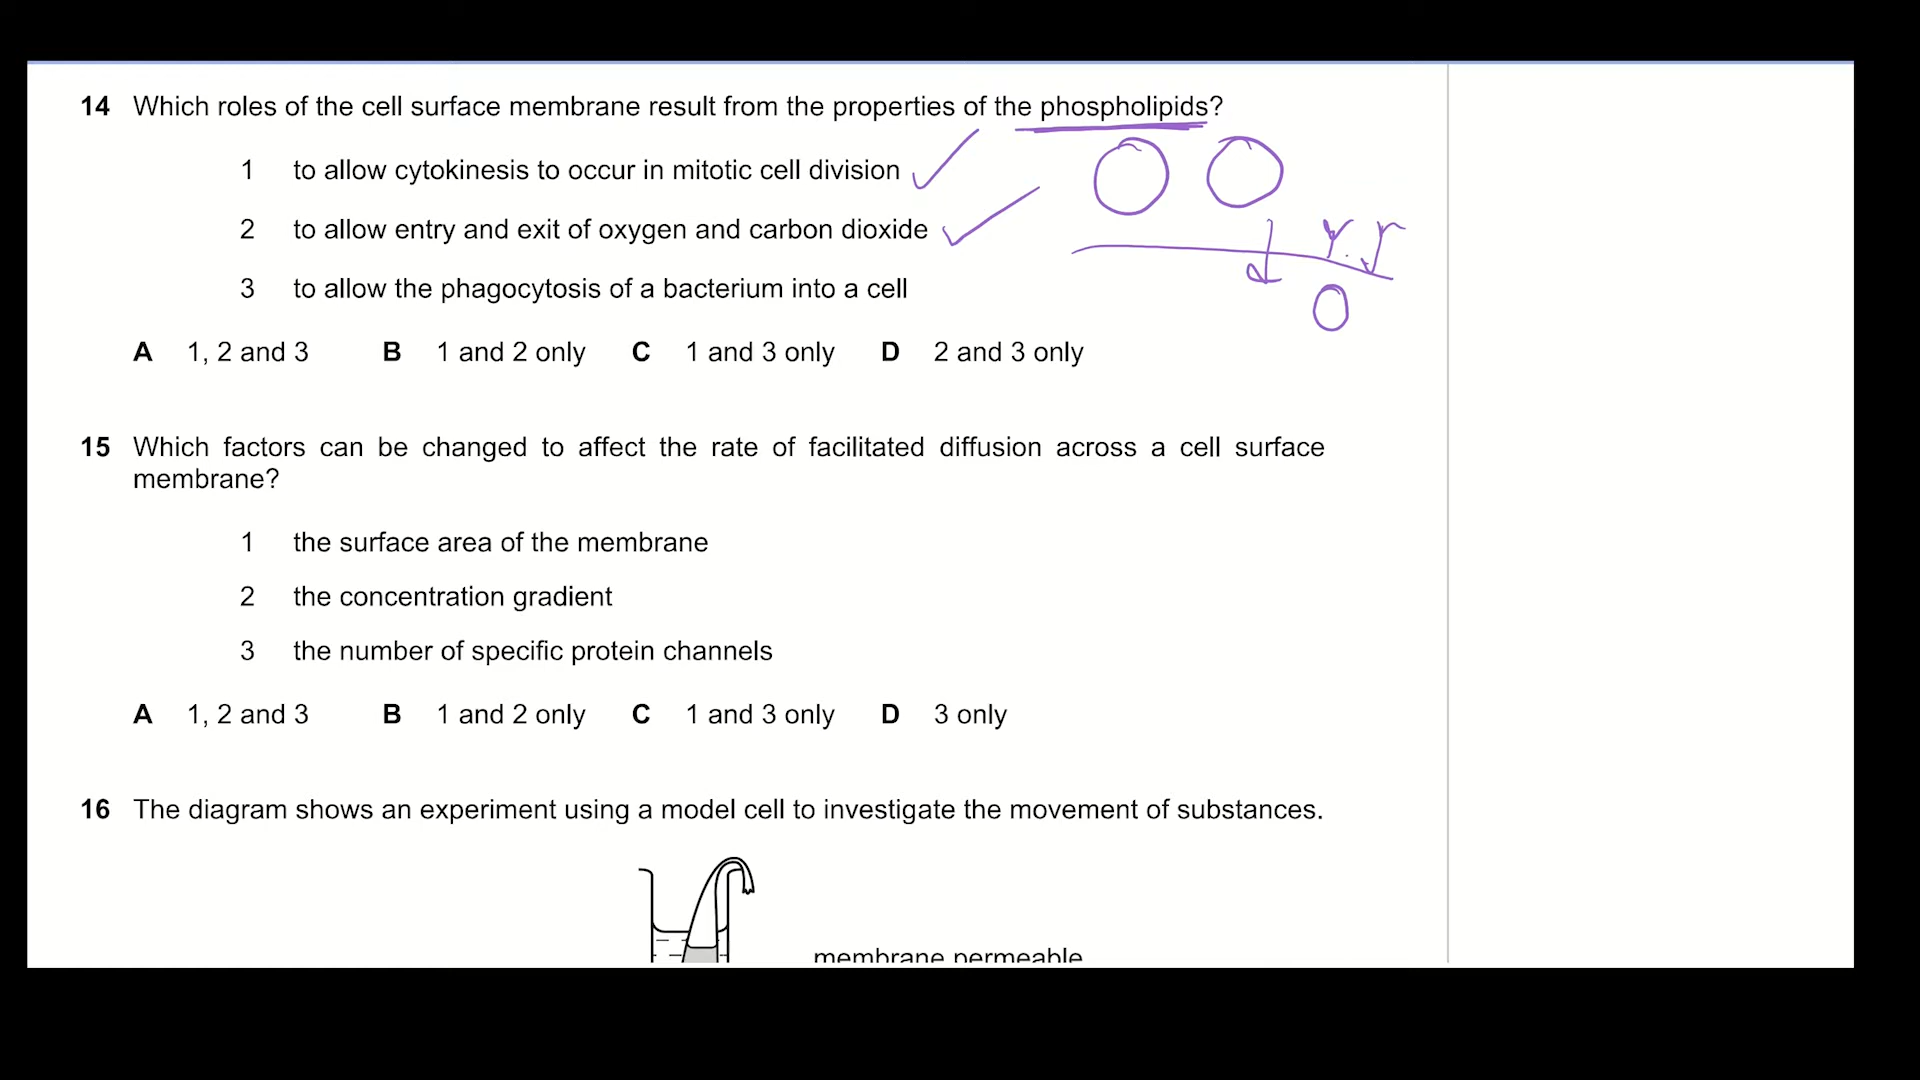 14 Which roles of the cell surface membrane result from the properties of the phospholipids?
1 to allow cytokinesis to occur in mitotic cell division
2 to allow entry and exit of oxygen and carbon dioxide
3 to allow the phagocytosis of a bacterium into a cell
A 1, 2 and 3 B 1 and 2 only C 1 and 3 only D 2 and 3 only
15 Which factors can be changed to affect the rate of facilitated diffusion across a cell surface
membrane?
1 the surface area of the membrane
2 the concentration gradient
3 the number of specific protein channels
A 1, 2 and 3 B 1 and 2 only C 1 and 3 only D 3 only
16 The diagram shows an experiment using a model cell to investigate the movement of substances.
membrane permeable